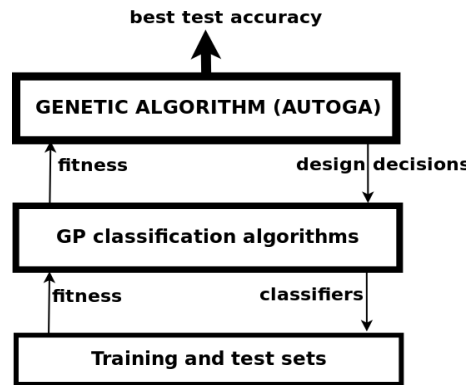 best test accuracy
GENETIC ALGORITHM (AUTOGA)
fitness
design decisions
GP classification algorithms
fitness
classifiers
Training and test sets